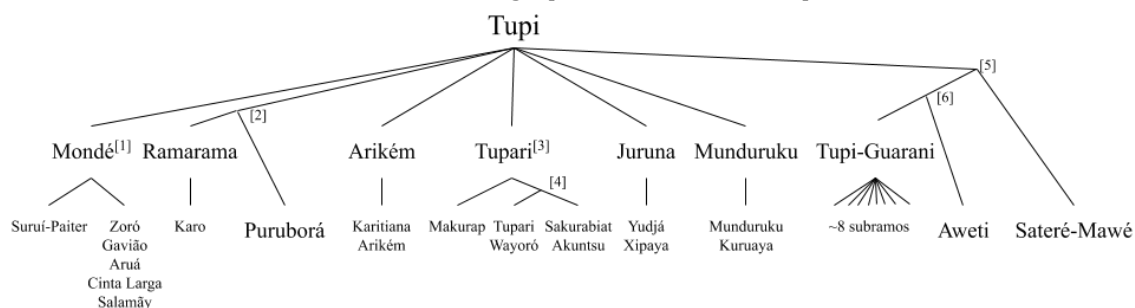 Tupi
[5]
[6]
[2]
Mondé[1] Ramarama Arikém Tupari[3] Juruna Munduruku Tupi-Guarani
[4]
Suruí-Paiter Zoró Karo Puruborá Karitiana Makurap Tupari Sakurabiat Yudjá Munduruku ~8 subramos Aweti Sateré-Mawé
Gavião Arikém Wayoró Akuntsu Xipaya Kuruaya
Aruá
Cinta Larga
Salamãy